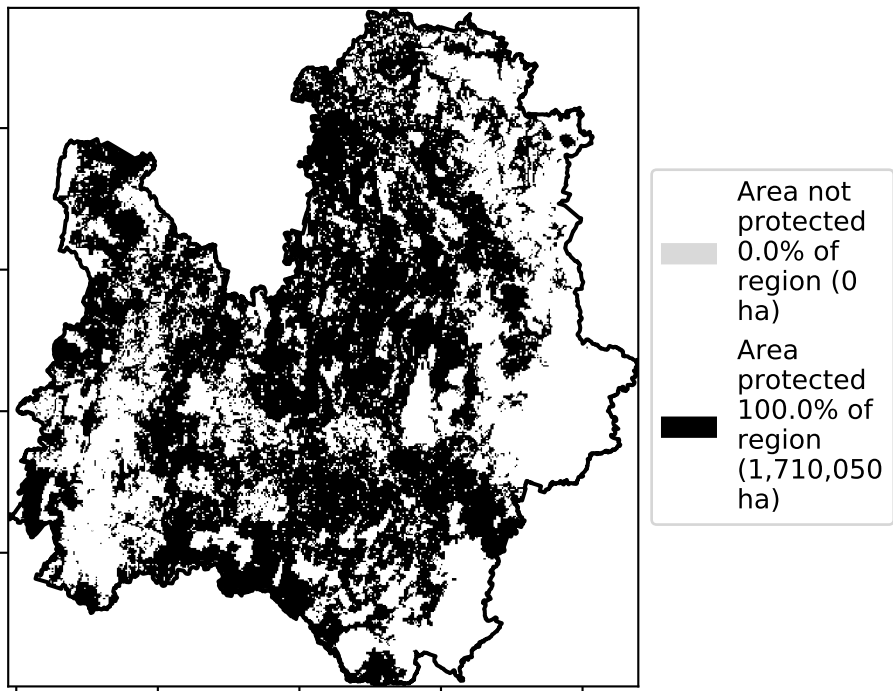 Area not
protected
0.0% of
region (0
ha)
Area
protected
100.0% of
region
(1,710,050
ha)